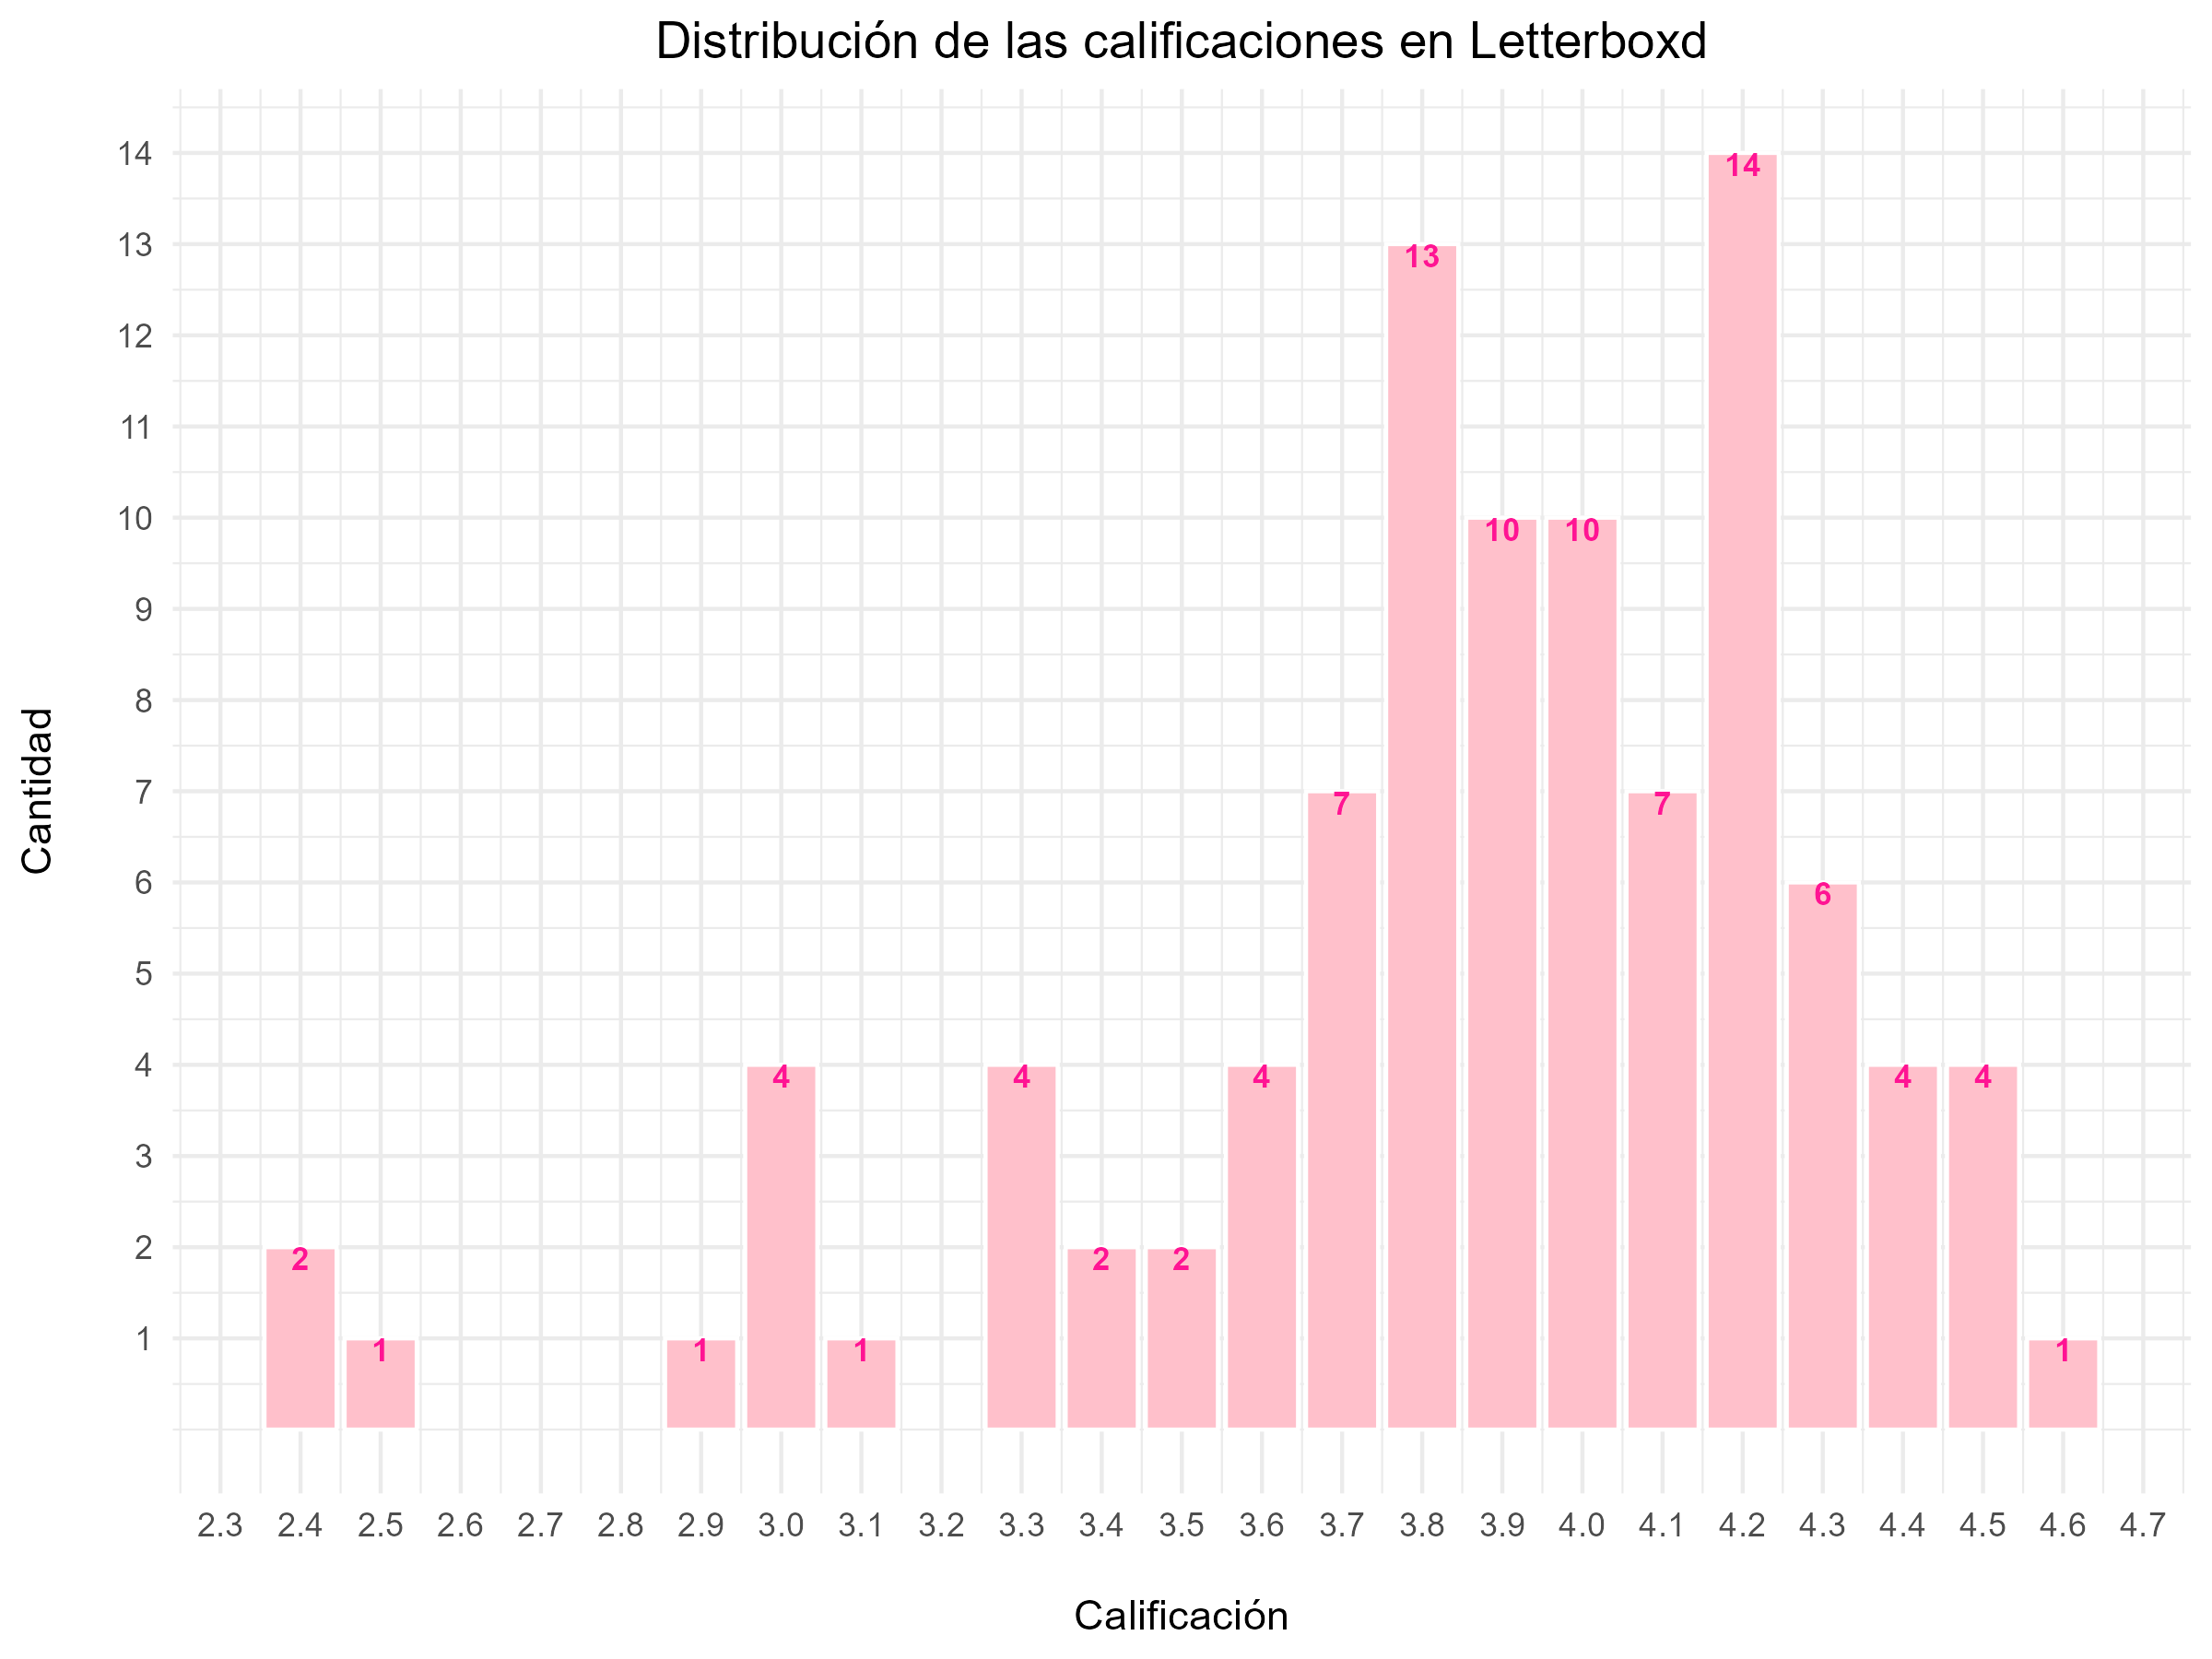 Distribución de las calificaciones en Letterboxd
Cantidad
14
13
12
11
10
9
8
7
6
5
4
3
2
1
2 1 1 4 1 4 2 2 4 7 13 10 10 7 14 6 4 4 1
2.3 2.4 2.5 2.6 2.7 2.8 2.9 3.0 3.1 3.2 3.3 3.4 3.5 3.6 3.7 3.8 3.9 4.0 4.1 4.2 4.3 4.4 4.5 4.6 4.7
Calificación